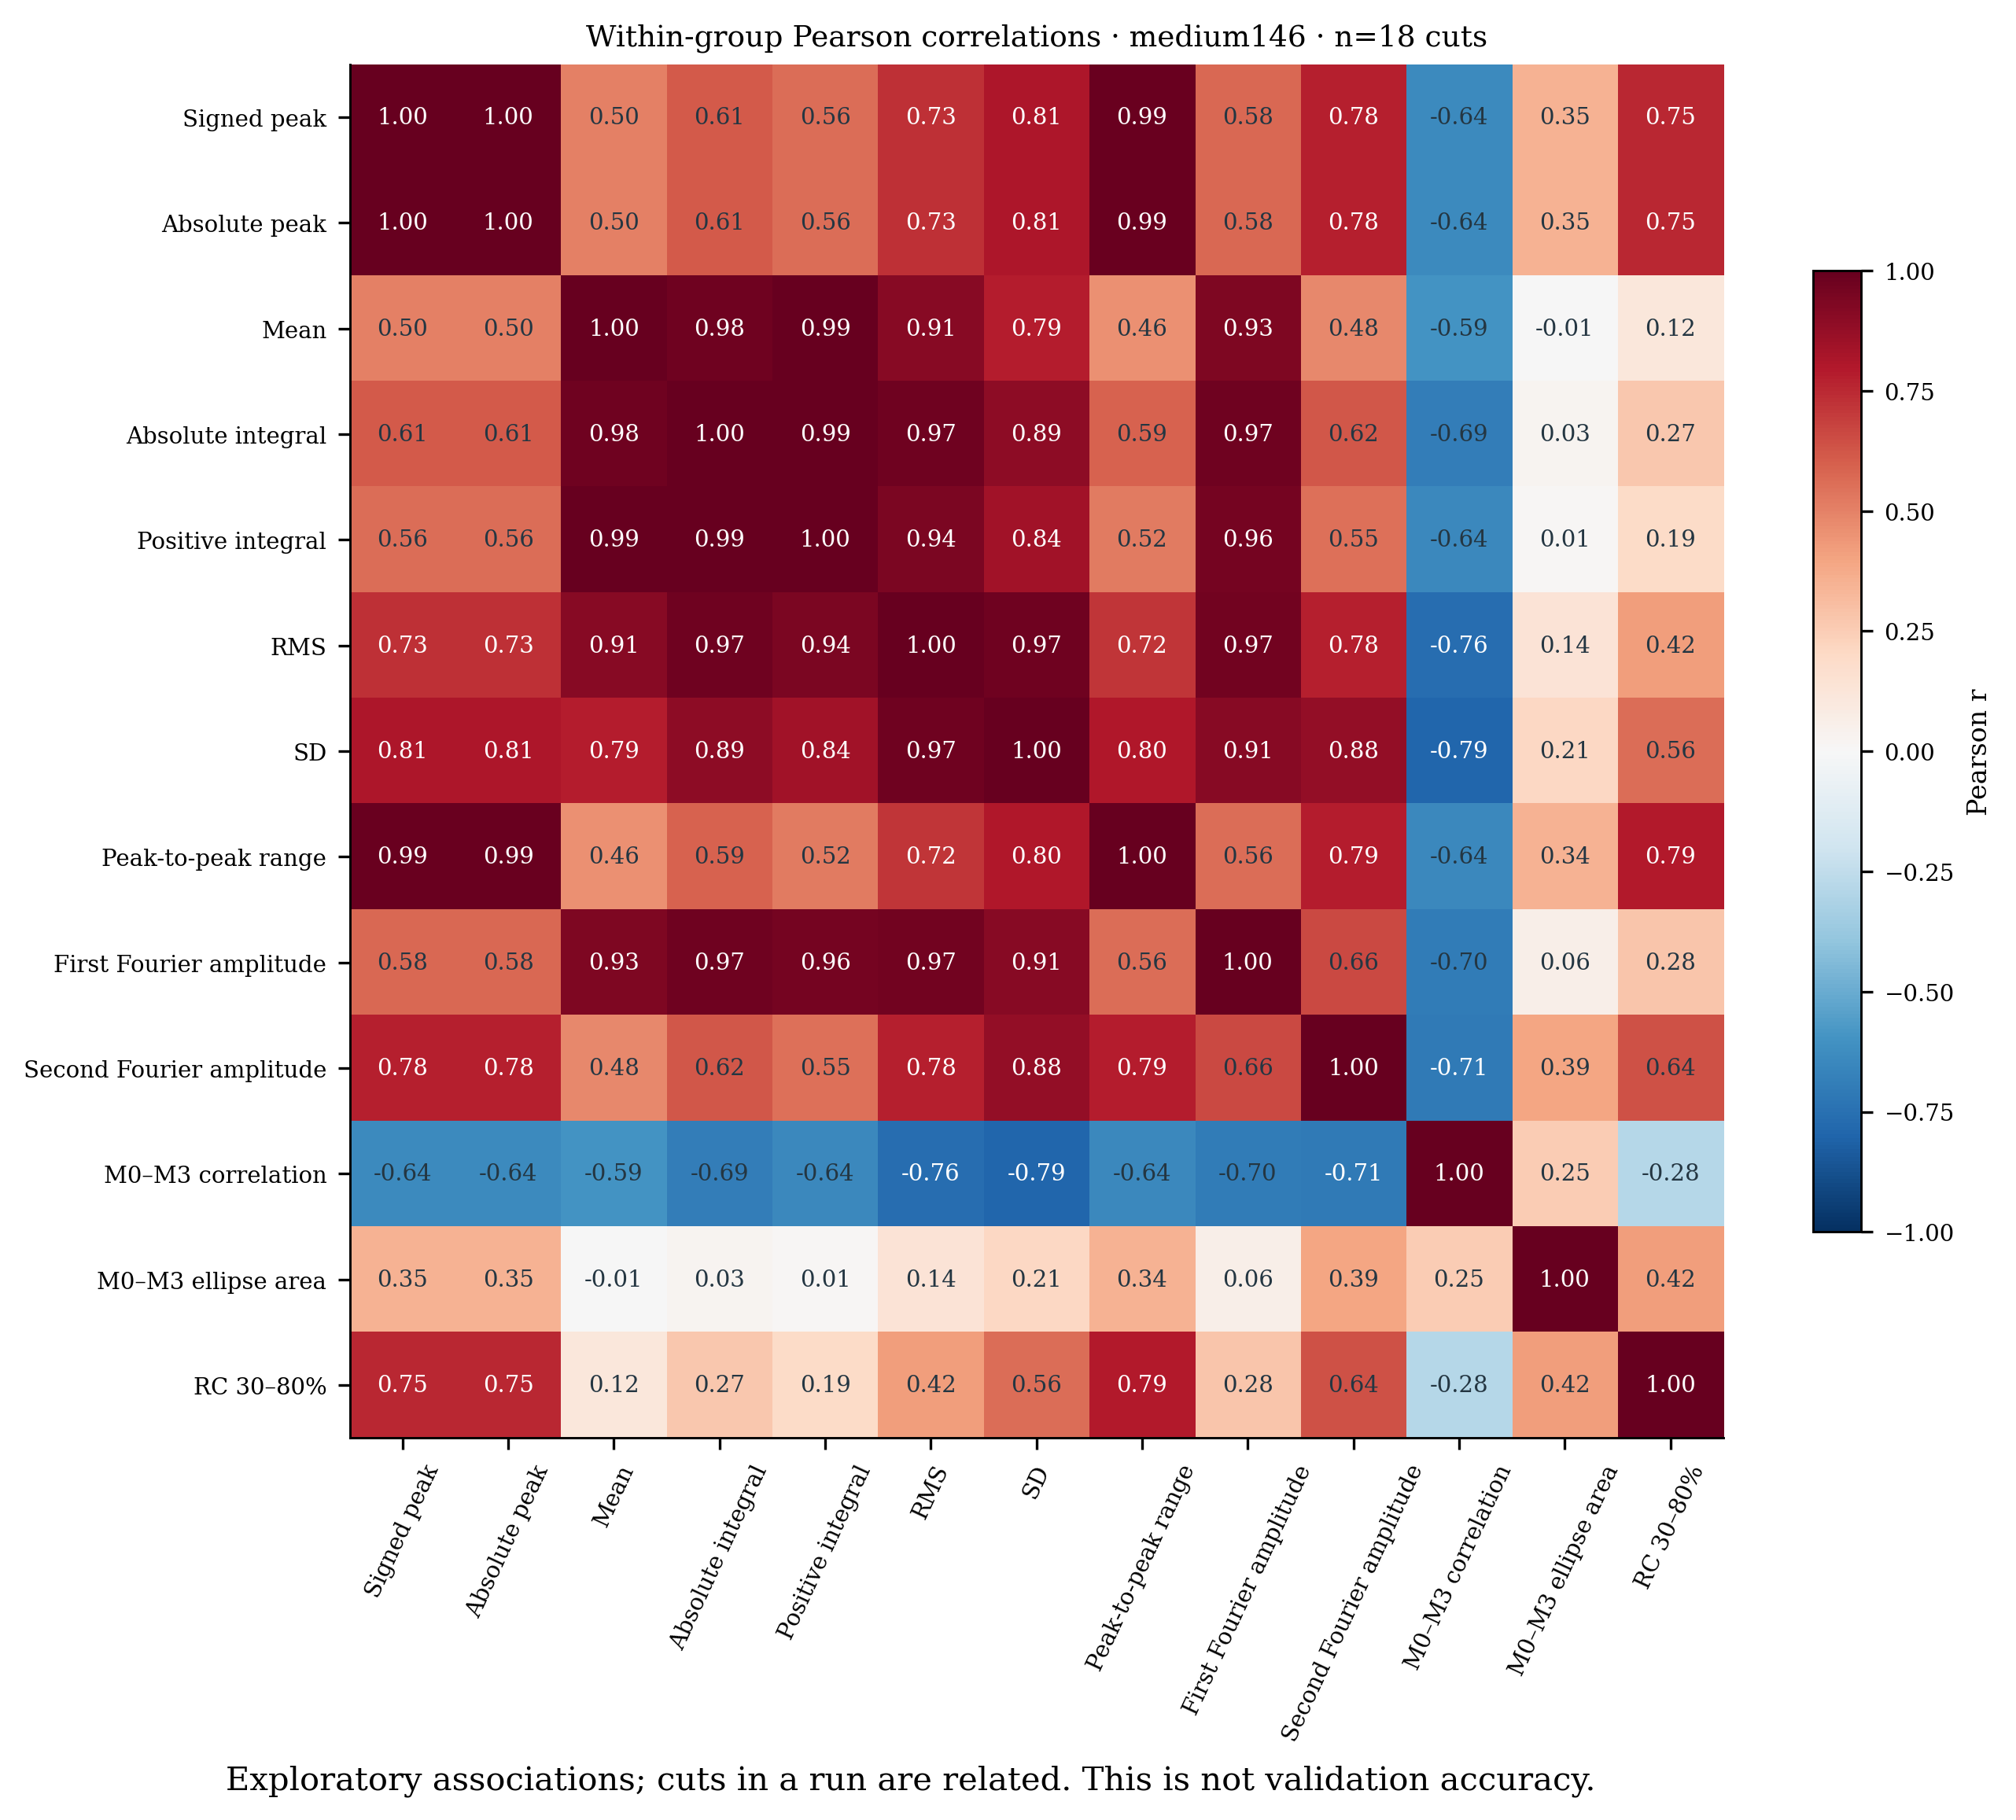 Within-group Pearson correlations · medium146 · n=18 cuts
Signed peak 1.00 1.00 0.50 0.61 0.56 0.73 0.81 0.99 0.58 0.78 -0.64 0.35 0.75
Absolute peak 1.00 1.00 0.50 0.61 0.56 0.73 0.81 0.99 0.58 0.78 -0.64 0.35 0.75
Mean 0.50 0.50 1.00 0.98 0.99 0.91 0.79 0.46 0.93 0.48 -0.59 -0.01 0.12
Absolute integral 0.61 0.61 0.98 1.00 0.99 0.97 0.89 0.59 0.97 0.62 -0.69 0.03 0.27
Positive integral 0.56 0.56 0.99 0.99 1.00 0.94 0.84 0.52 0.96 0.55 -0.64 0.01 0.19
RMS 0.73 0.73 0.91 0.97 0.94 1.00 0.97 0.72 0.97 0.78 -0.76 0.14 0.42
SD 0.81 0.81 0.79 0.89 0.84 0.97 1.00 0.80 0.91 0.88 -0.79 0.21 0.56
Peak-to-peak range 0.99 0.99 0.46 0.59 0.52 0.72 0.80 1.00 0.56 0.79 -0.64 0.34 0.79
First Fourier amplitude 0.58 0.58 0.93 0.97 0.96 0.97 0.91 0.56 1.00 0.66 -0.70 0.06 0.28
Second Fourier amplitude 0.78 0.78 0.48 0.62 0.55 0.78 0.88 0.79 0.66 1.00 -0.71 0.39 0.64
M0–M3 correlation -0.64 -0.64 -0.59 -0.69 -0.64 -0.76 -0.79 -0.64 -0.70 -0.71 1.00 0.25 -0.28
M0–M3 ellipse area 0.35 0.35 -0.01 0.03 0.01 0.14 0.21 0.34 0.06 0.39 0.25 1.00 0.42
RC 30–80% 0.75 0.75 0.12 0.27 0.19 0.42 0.56 0.79 0.28 0.64 -0.28 0.42 1.00
Signed peak
Absolute peak
Mean
Absolute integral
Positive integral
RMS
SD
Peak-to-peak range
First Fourier amplitude
Second Fourier amplitude
M0–M3 correlation
M0–M3 ellipse area
RC 30–80%
1.00
0.75
0.50
0.25
0.00
−0.25
−0.50
−0.75
−1.00
Pearson r
Exploratory associations; cuts in a run are related. This is not validation accuracy.